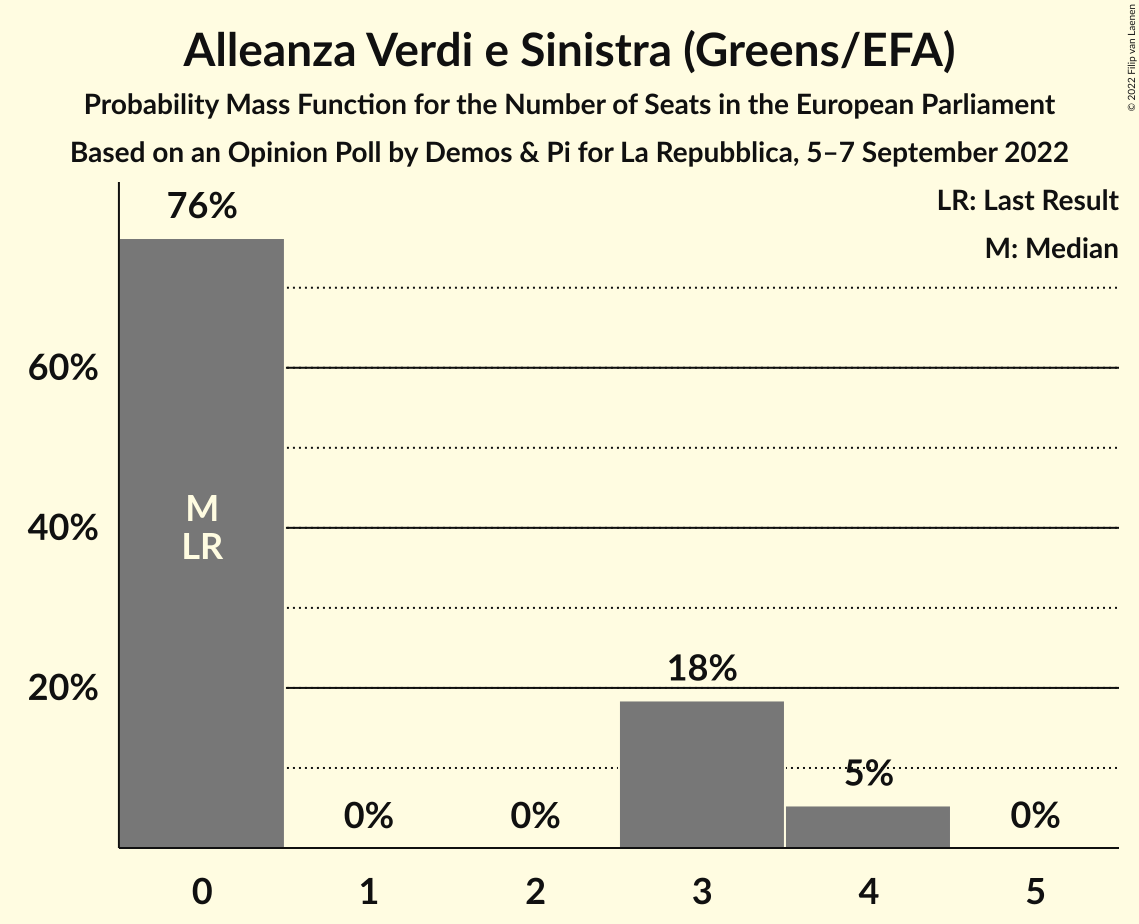 Alleanza Verdi e Sinistra (Greens/EFA)
Probability Mass Function for the Number of Seats in the European Parliament
Based on an Opinion Poll by Demos & Pi for La Repubblica, 5–7 September 2022
© 2022 Filip van Laenen
LR: Last Result
M: Median
76%
60%
40%
20%
M
LR
0%
0%
18%
5%
0%
0
1
2
3
4
5